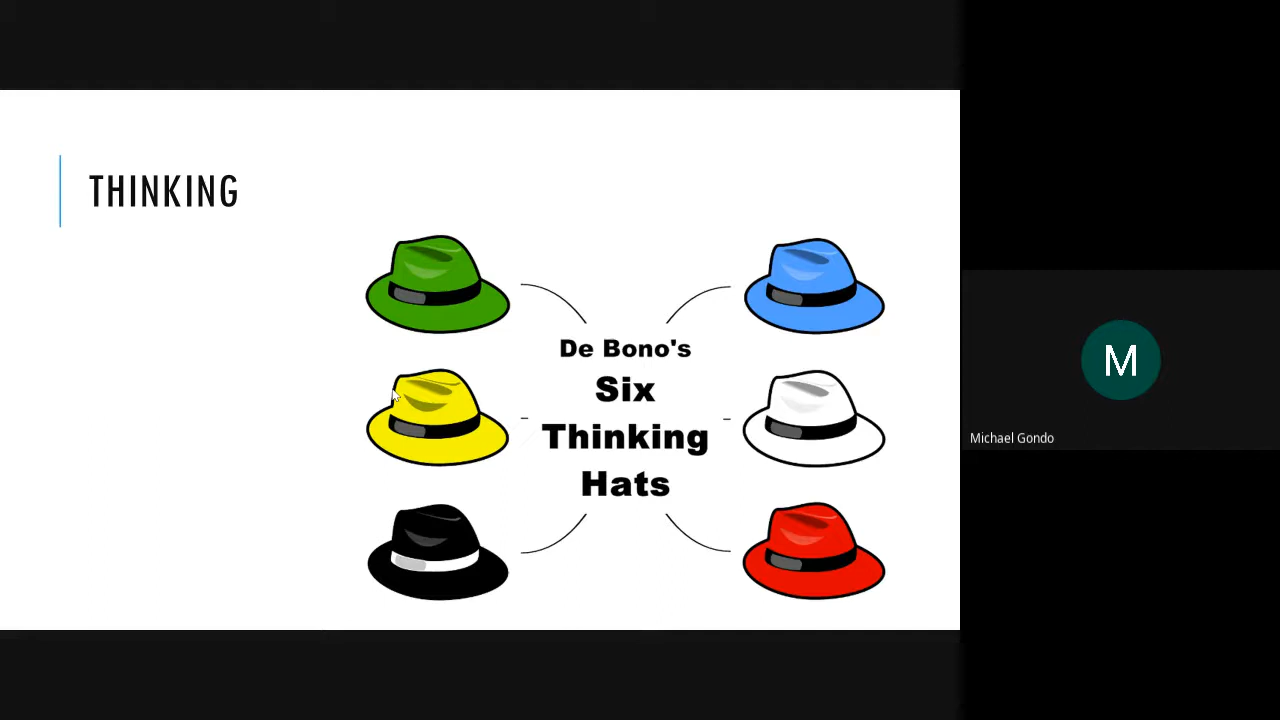 THINKING
De Bono's
Six
Thinking
Hats
M
Michael Gondo